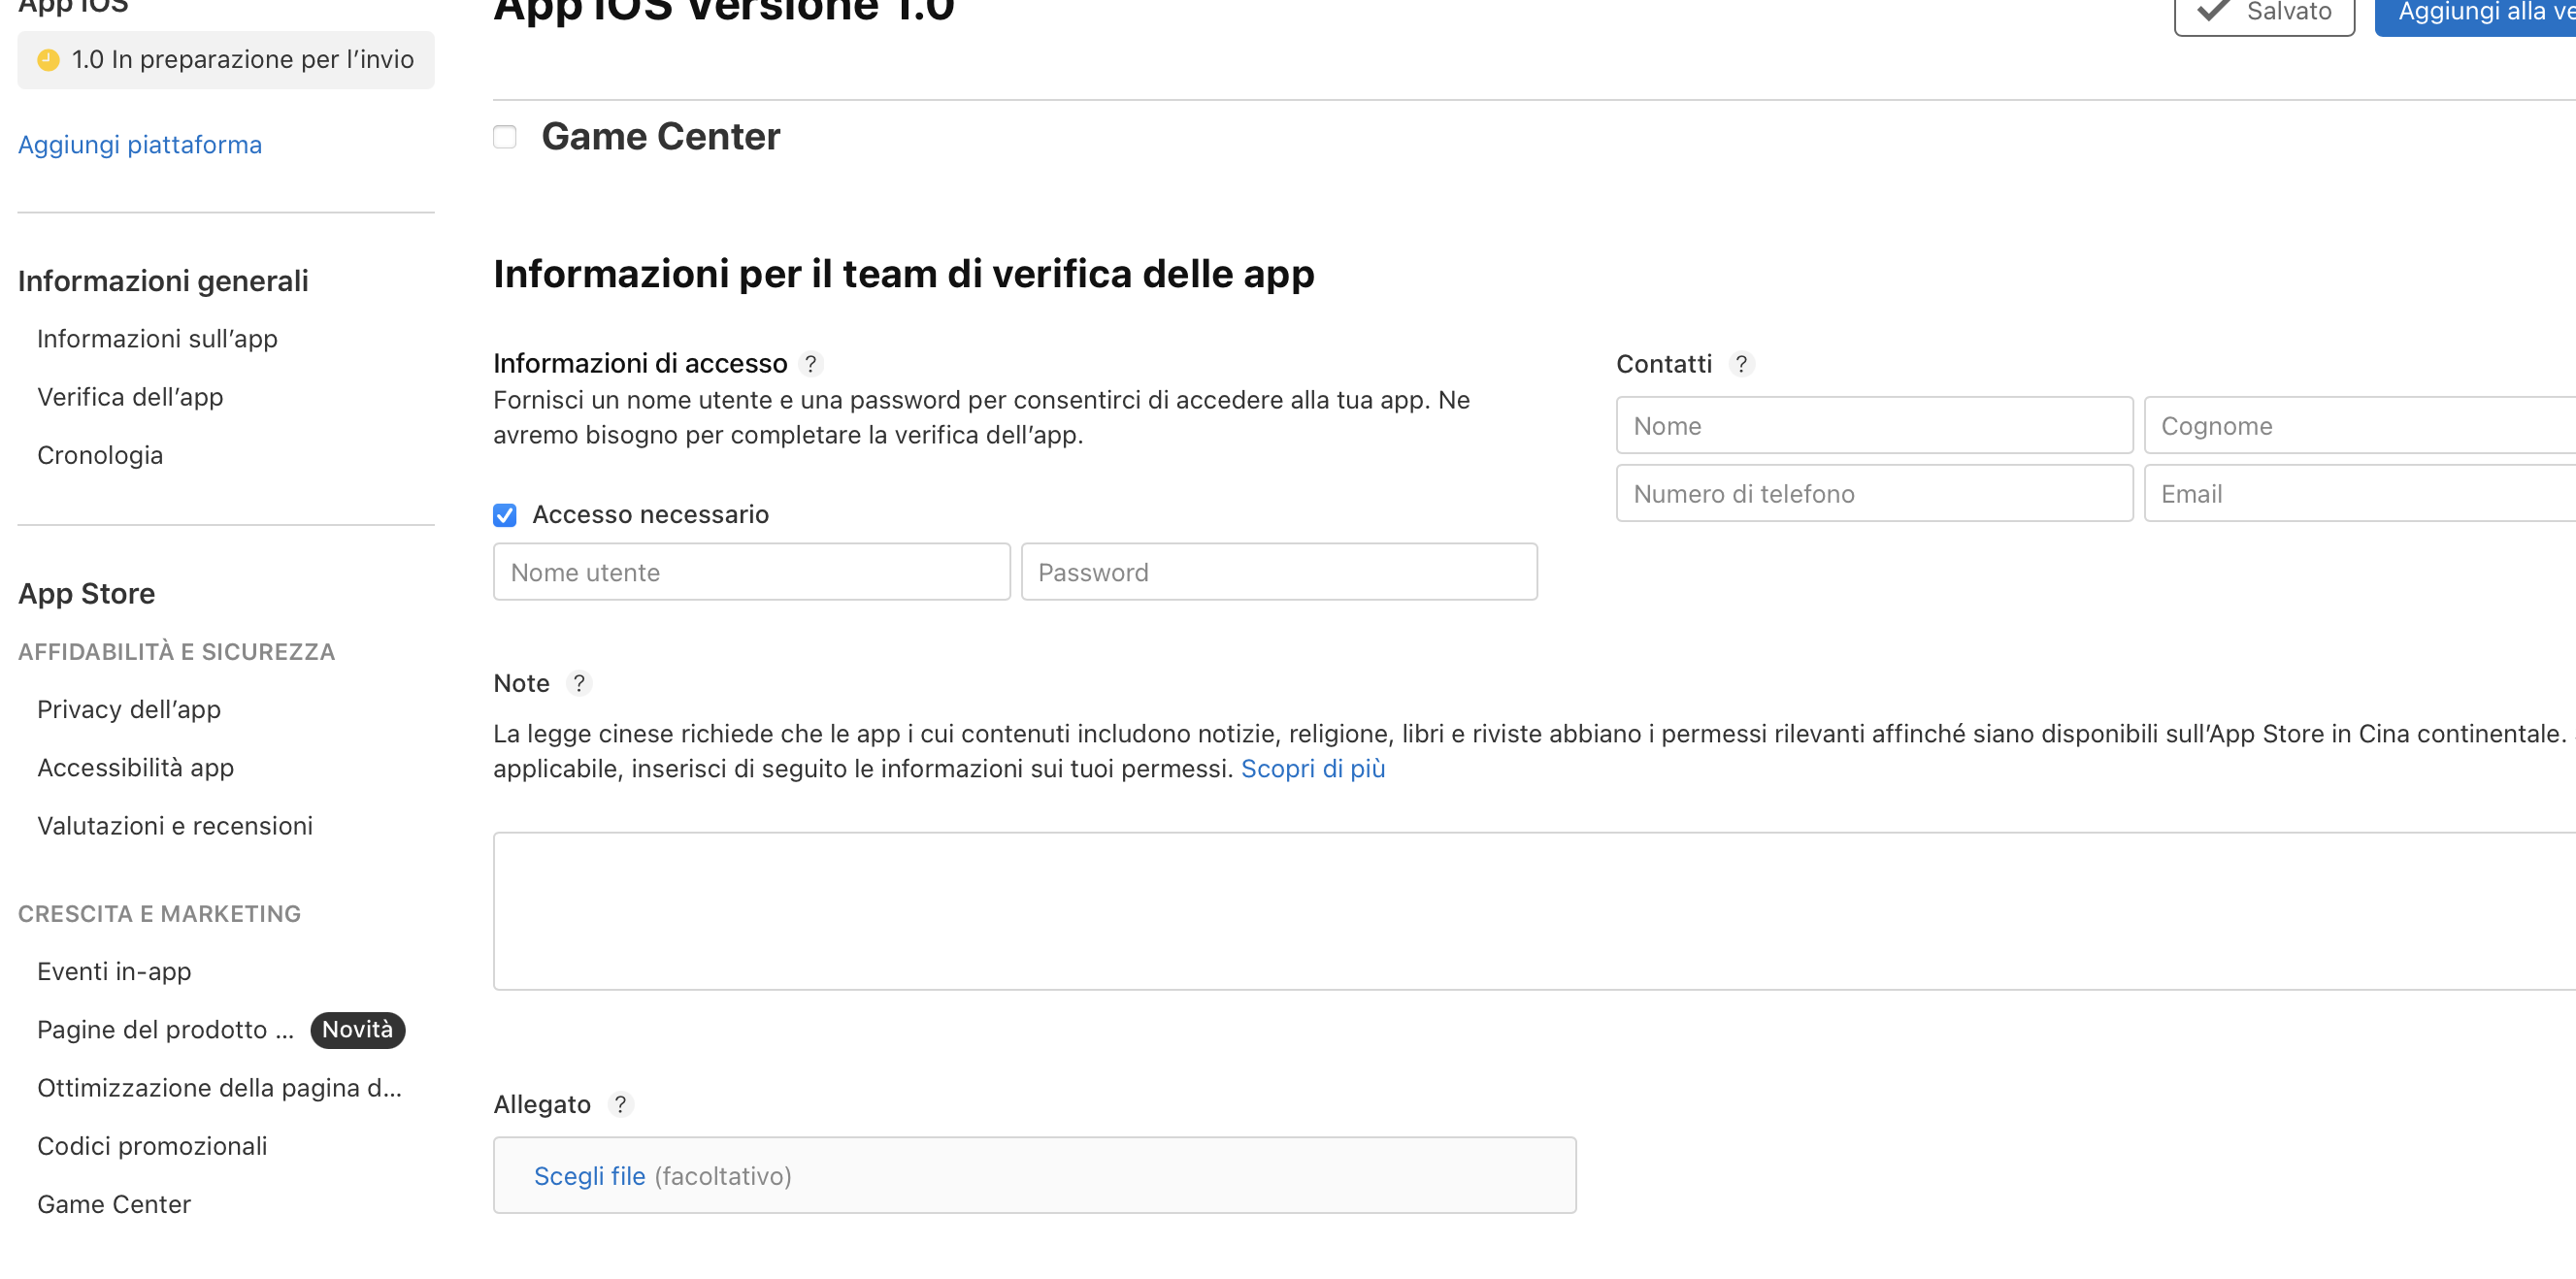 App iOS
1.0 In preparazione per l’invio
Aggiungi piattaforma
Informazioni generali
Informazioni sull’app
Verifica dell’app
Cronologia
App Store
AFFIDABILITÀ E SICUREZZA
Privacy dell’app
Accessibilità app
Valutazioni e recensioni
CRESCITA E MARKETING
Eventi in-app
Pagine del prodotto ... Novità
Ottimizzazione della pagina d...
Codici promozionali
Game Center
App iOS Versione 1.0
Salvato
Aggiungi alla
Game Center
Informazioni per il team di verifica delle app
Informazioni di accesso ?
Fornisci un nome utente e una password per consentirci di accedere alla tua app. Ne
avremo bisogno per completare la verifica dell’app.
Accesso necessario
Nome utente
Password
Contatti ?
Nome
Cognome
Numero di telefono
Email
Note ?
La legge cinese richiede che le app i cui contenuti includono notizie, religione, libri e riviste abbiano i permessi rilevanti affinché siano disponibili sull’App Store in Cina continentale.
applicabile, inserisci di seguito le informazioni sui tuoi permessi. Scopri di più
Allegato ?
Scegli file (facoltativo)